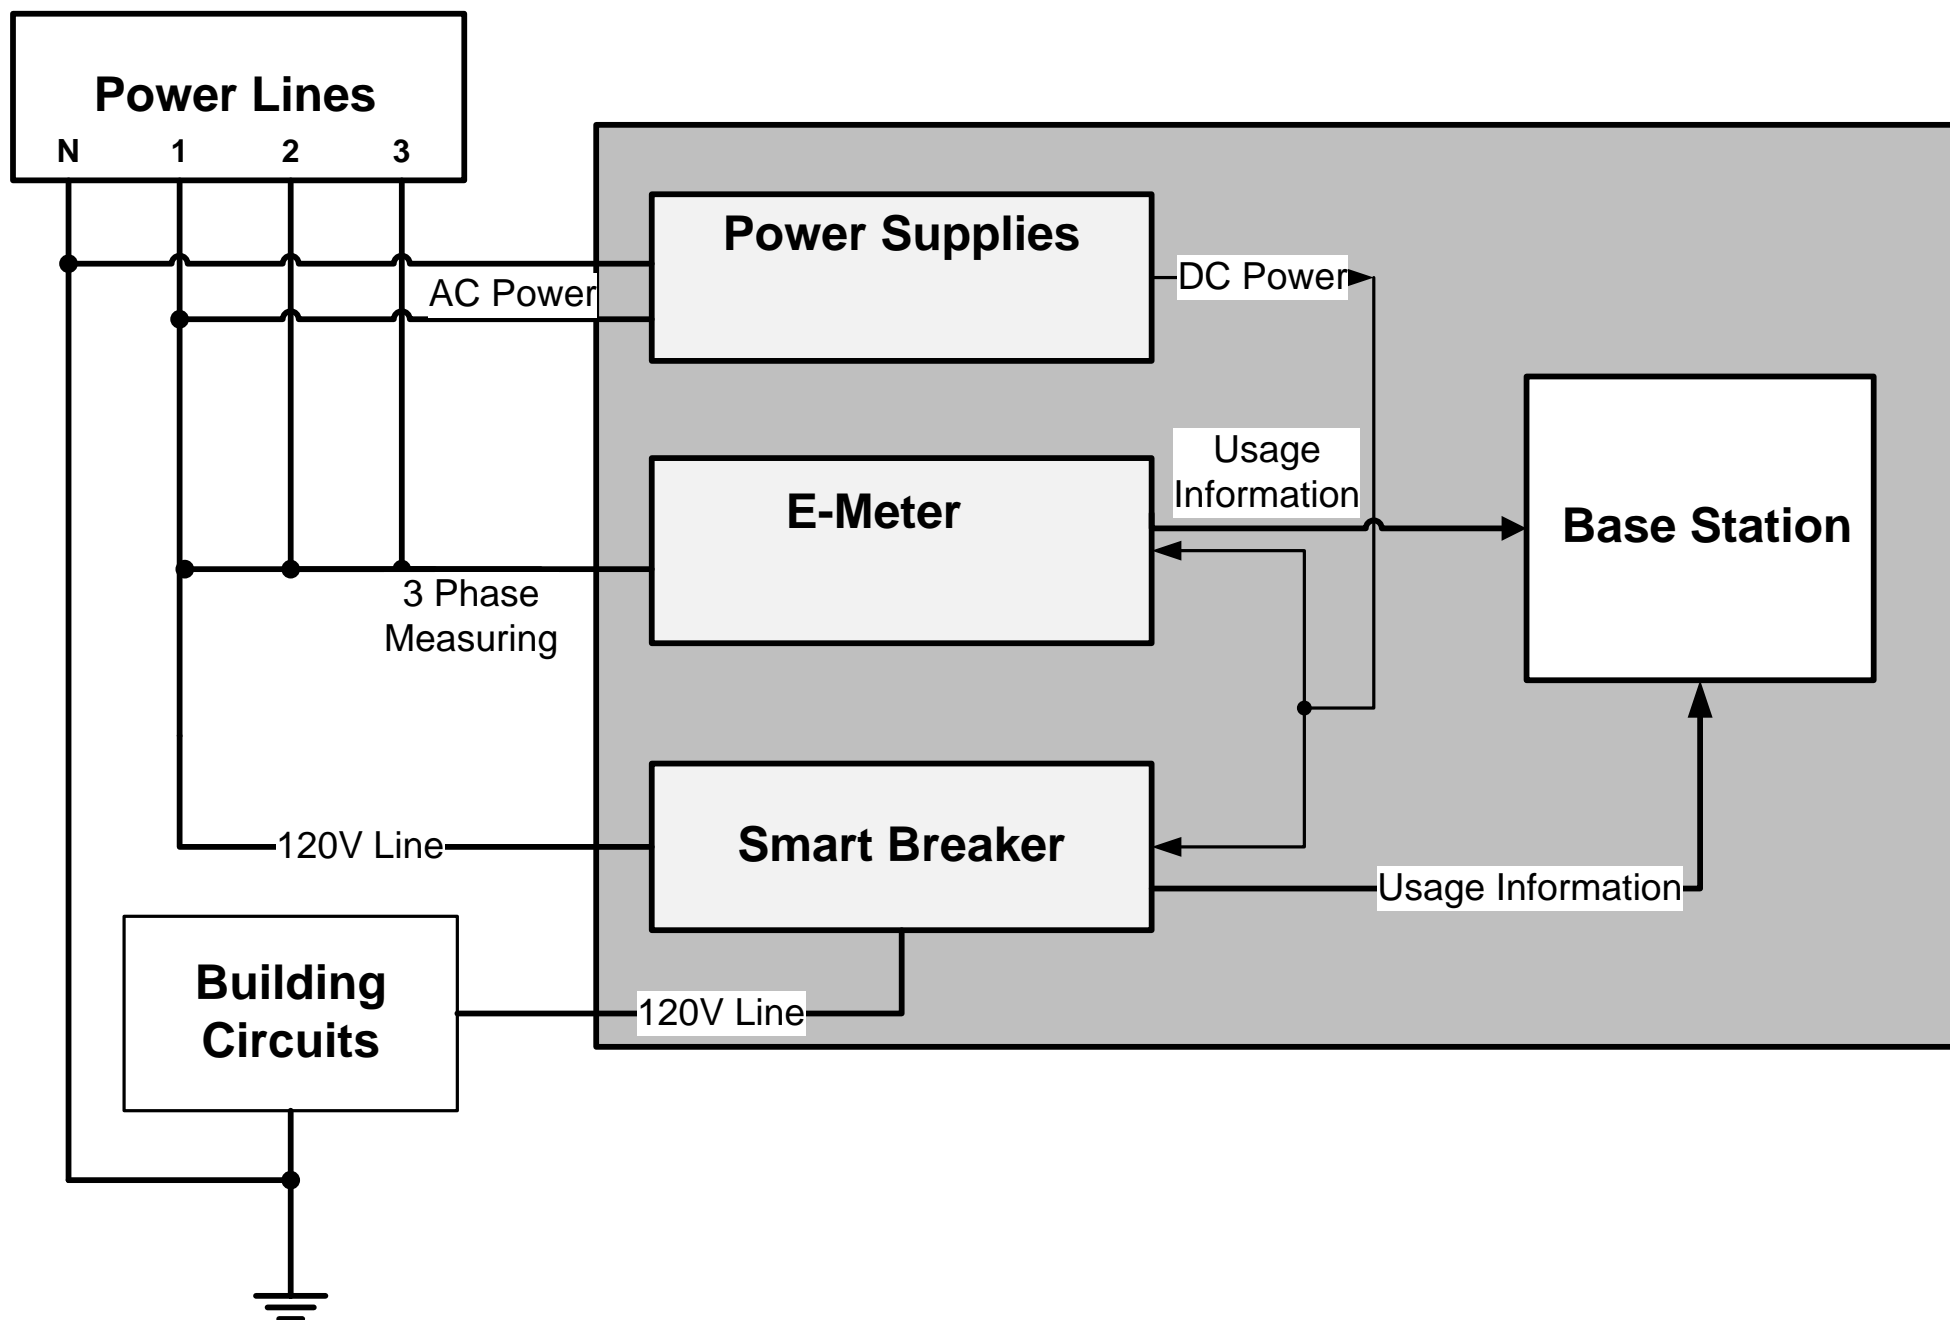 Power Lines
N 1 2 3
Power Supplies
AC Power
DC Power
Usage
Information
E-Meter
Base Station
3 Phase
Measuring
Smart Breaker
120V Line
Usage Information
Building
Circuits
120V Line